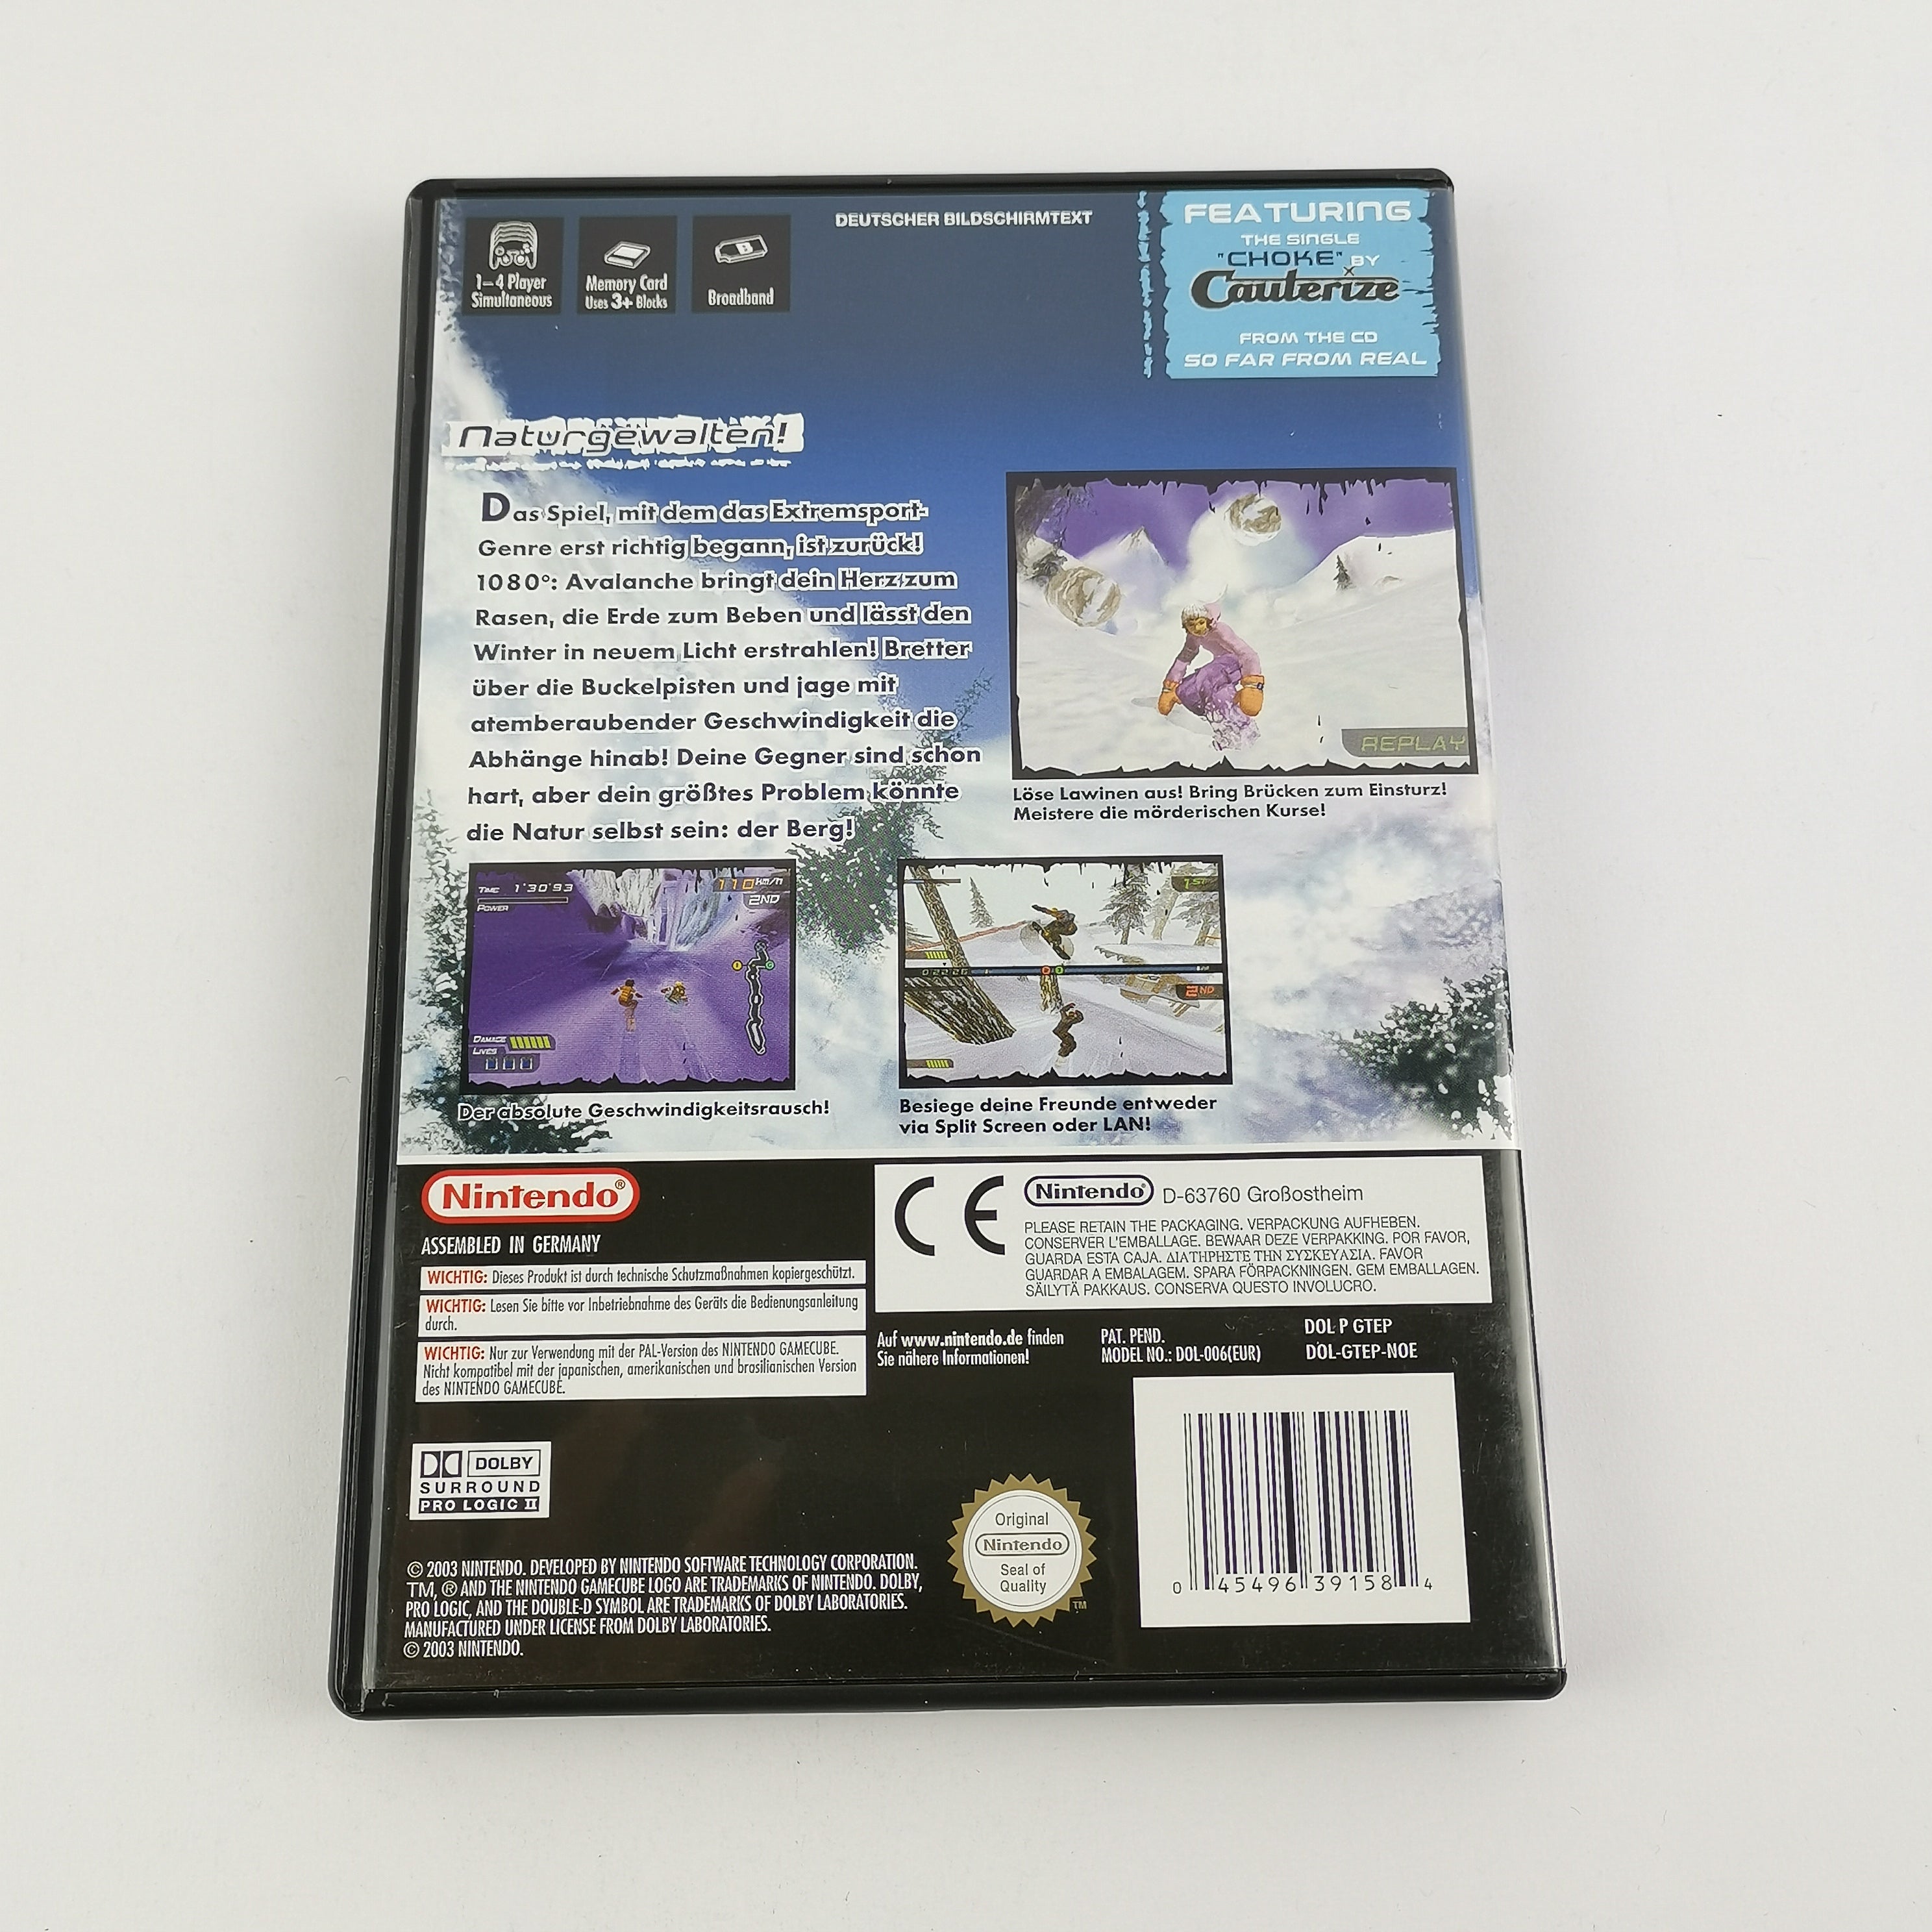 1–4 Player
Simultaneous
Memory Card
Uses 3+ Blocks
B
Broadband
DEUTSCHER BILDSCHIRMTEXT
FEATURING
THE SINGLE
"CHOKE" BY
Cauterize
FROM THE CD
SO FAR FROM REAL
Naturgewalten!
Das Spiel, mit dem das Extremsport-
Genre erst richtig begann, ist zurück!
1080°: Avalanche bringt dein Herz zum
Rasen, die Erde zum Beben und lässt den
Winter in neuem Licht erstrahlen! Bretter
über die Buckelpisten und jage mit
atemberaubender Geschwindigkeit die
Abhänge hinab! Deine Gegner sind schon
hart, aber dein größtes Problem könnte
die Natur selbst sein: der Berg!
REPLAY
Löse Lawinen aus! Bring Brücken zum Einsturz!
Meistere die mörderischen Kurse!
TIME 1'30'93
POWER
110 km/h
2ND
DAMAGE
LIVES
Der absolute Geschwindigkeitsrausch!
1ST
0:22:26
2ND
Besiege deine Freunde entweder
via Split Screen oder LAN!
Nintendo®
ASSEMBLED IN GERMANY
WICHTIG: Dieses Produkt ist durch technische Schutzmaßnahmen kopiergeschützt.
WICHTIG: Lesen Sie bitte vor Inbetriebnahme des Geräts die Bedienungsanleitung
durch.
WICHTIG: Nur zur Verwendung mit der PAL-Version des NINTENDO GAMECUBE.
Nicht kompatibel mit der japanischen, amerikanischen und brasilianischen Version
des NINTENDO GAMECUBE.
CE
Nintendo® D-63760 Großostheim
PLEASE RETAIN THE PACKAGING. VERPACKUNG AUFHEBEN.
CONSERVER L'EMBALLAGE. BEWAAR DEZE VERPAKKING. POR FAVOR,
GUARDA ESTA CAJA. ΔΙΑΤΗΡΗΣΤΕ ΤΗΝ ΣΥΣΚΕΥΑΣΙΑ. FAVOR
GUARDAR A EMBALAGEM. SPARA FÖRPACKNINGEN. GEM EMBALLAGEN.
SÄILYTÄ PAKKAUS. CONSERVA QUESTO INVOLUCRO.
Auf www.nintendo.de finden
Sie nähere Informationen!
PAT. PEND.
MODEL NO.: DOL-006(EUR)
DOL P GTEP
DOL-GTEP-NOE
DOLBY
SURROUND
PRO LOGIC II
Original
Nintendo
Seal of
Quality
TM
0 45496 39158 4
© 2003 NINTENDO. DEVELOPED BY NINTENDO SOFTWARE TECHNOLOGY CORPORATION.
TM, ® AND THE NINTENDO GAMECUBE LOGO ARE TRADEMARKS OF NINTENDO. DOLBY,
PRO LOGIC, AND THE DOUBLE-D SYMBOL ARE TRADEMARKS OF DOLBY LABORATORIES.
MANUFACTURED UNDER LICENSE FROM DOLBY LABORATORIES.
© 2003 NINTENDO.